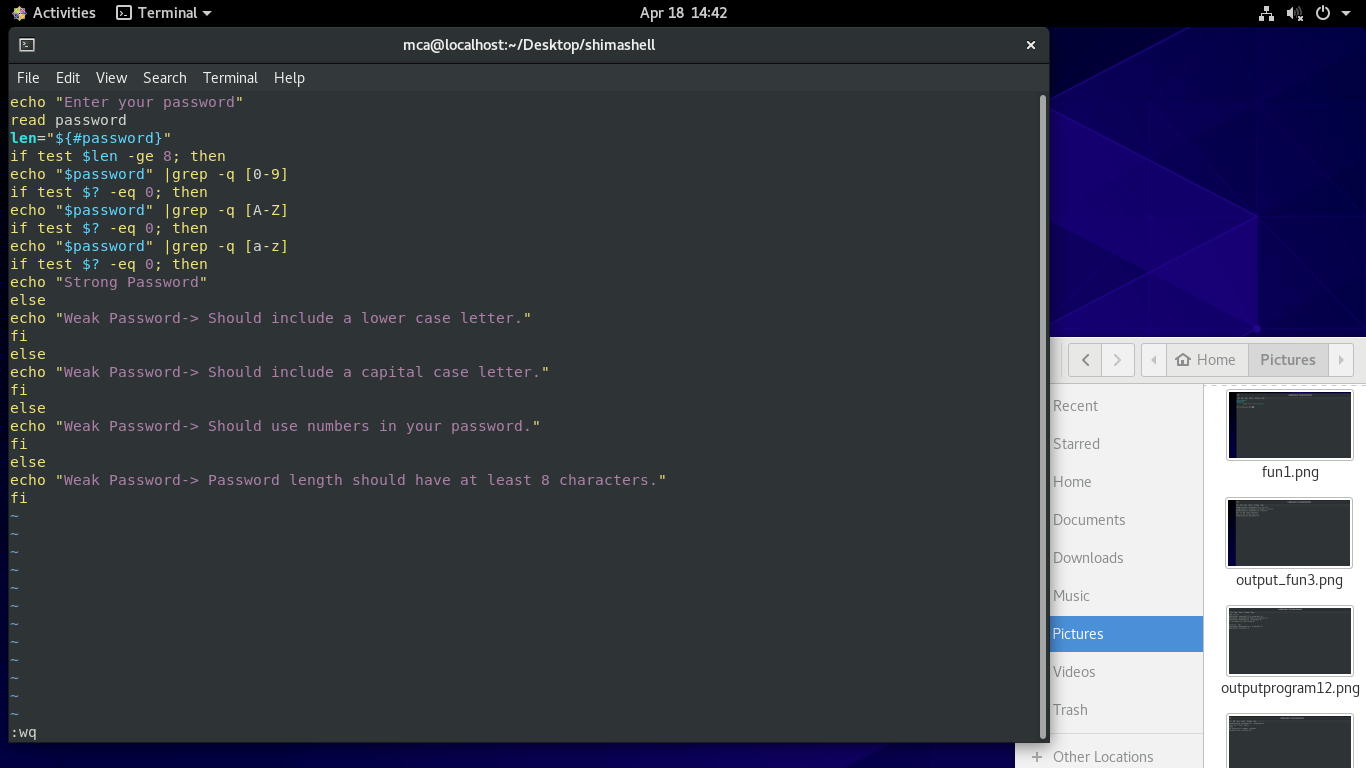 Activities Terminal Apr 18 14:42
mca@localhost:~/Desktop/shimashell
File Edit View Search Terminal Help
echo "Enter your password"
read password
len="${#password}"
if test $len -ge 8; then
echo "$password" |grep -q [0-9]
if test $? -eq 0; then
echo "$password" |grep -q [A-Z]
if test $? -eq 0; then
echo "$password" |grep -q [a-z]
if test $? -eq 0; then
echo "Strong Password"
else
echo "Weak Password-> Should include a lower case letter."
fi
else
echo "Weak Password-> Should include a capital case letter."
fi
else
echo "Weak Password-> Should use numbers in your password."
fi
else
echo "Weak Password-> Password length should have at least 8 characters."
fi
~
~
~
~
~
~
~
~
~
~
~
~
:wq
Home Pictures
Recent
Starred
Home
Documents
Downloads
Music
Pictures
Videos
Trash
+ Other Locations
fun1.png
output_fun3.png
outputprogram12.png